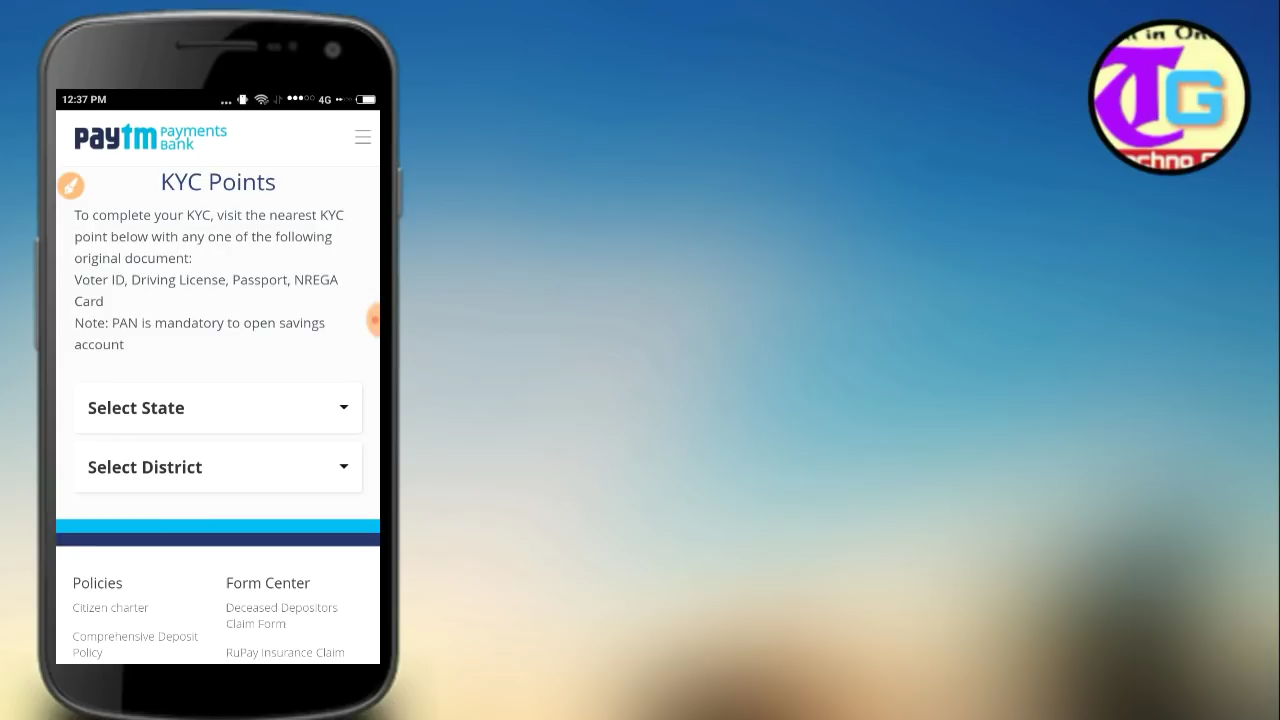 12:37 PM
4G
paytm Payments Bank
KYC Points
To complete your KYC, visit the nearest KYC
point below with any one of the following
original document:
Voter ID, Driving License, Passport, NREGA
Card
Note: PAN is mandatory to open savings
account
Select State
Select District
Policies
Form Center
Citizen charter
Deceased Depositors
Claim Form
Comprehensive Deposit
Policy
RuPay Insurance Claim
in
TG